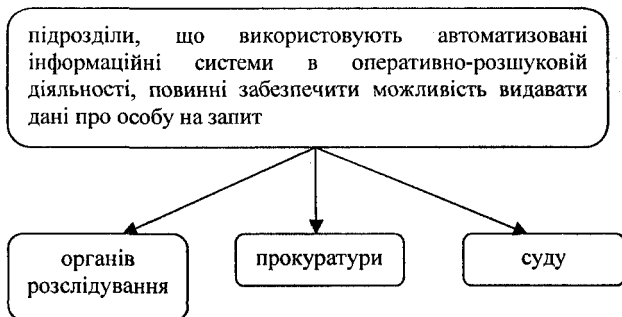 підрозділи, що використовують автоматизовані
інформаційні системи в оперативно-розшуковій
діяльності, повинні забезпечити можливість видавати
дані про особу на запит
органів
розслідування
прокуратури
суду